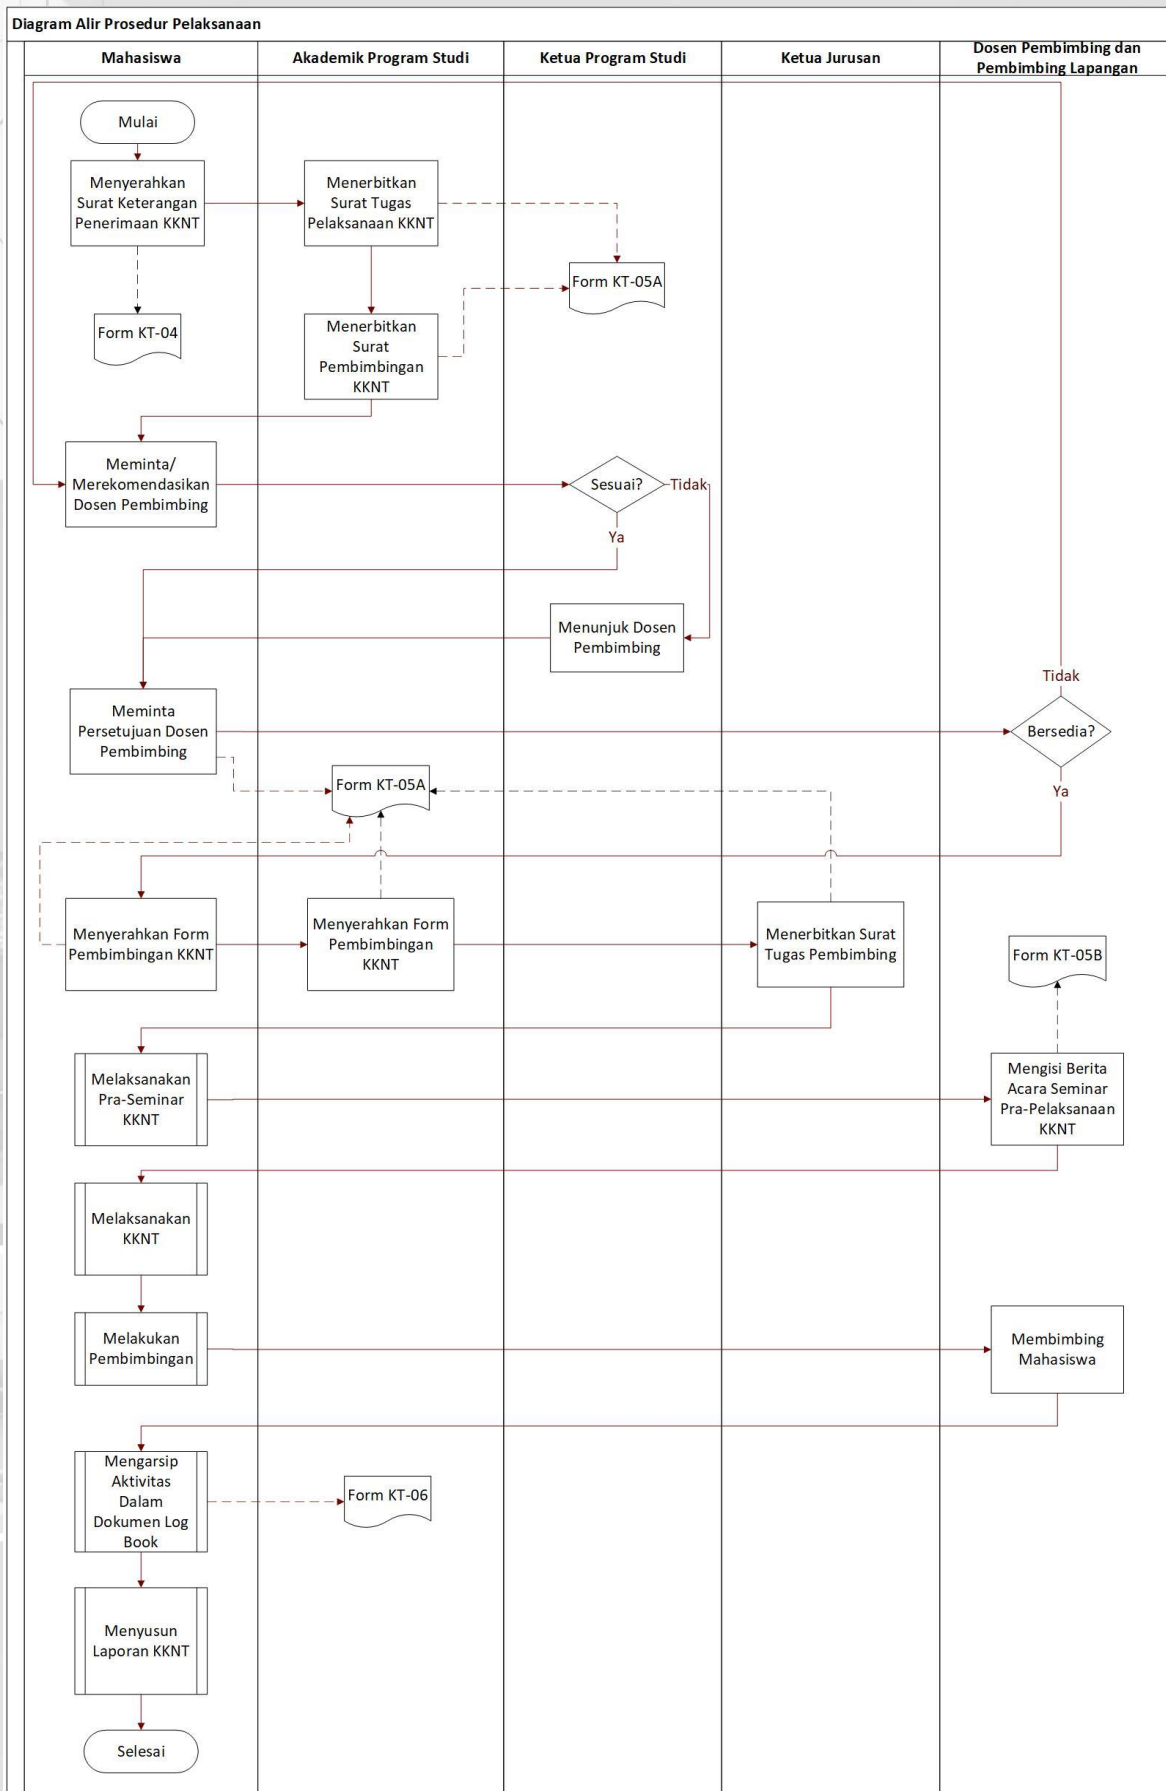 Diagram Alir Prosedur Pelaksanaan
Mahasiswa
Akademik Program Studi
Ketua Program Studi
Ketua Jurusan
Dosen Pembimbing dan
Pembimbing Lapangan
Mulai
Menyerahkan
Surat Keterangan
Penerimaan KKNT
Menerbitkan
Surat Tugas
Pelaksanaan KKNT
Form KT-05A
Form KT-04
Menerbitkan
Surat
Pembimbingan
KKNT
Meminta/
Merekomendasikan
Dosen Pembimbing
Sesuai?
Tidak
Ya
Menunjuk Dosen
Pembimbing
Tidak
Meminta
Persetujuan Dosen
Pembimbing
Bersedia?
Form KT-05A
Ya
Menyerahkan Form
Pembimbingan KKNT
Menyerahkan Form
Pembimbingan
KKNT
Menerbitkan Surat
Tugas Pembimbing
Form KT-05B
Melaksanakan
Pra-Seminar
KKNT
Mengisi Berita
Acara Seminar
Pra-Pelaksanaan
KKNT
Melaksanakan
KKNT
Melakukan
Pembimbingan
Membimbing
Mahasiswa
Mengarsip
Aktivitas
Dalam
Dokumen Log
Book
Form KT-06
Menyusun
Laporan KKNT
Selesai